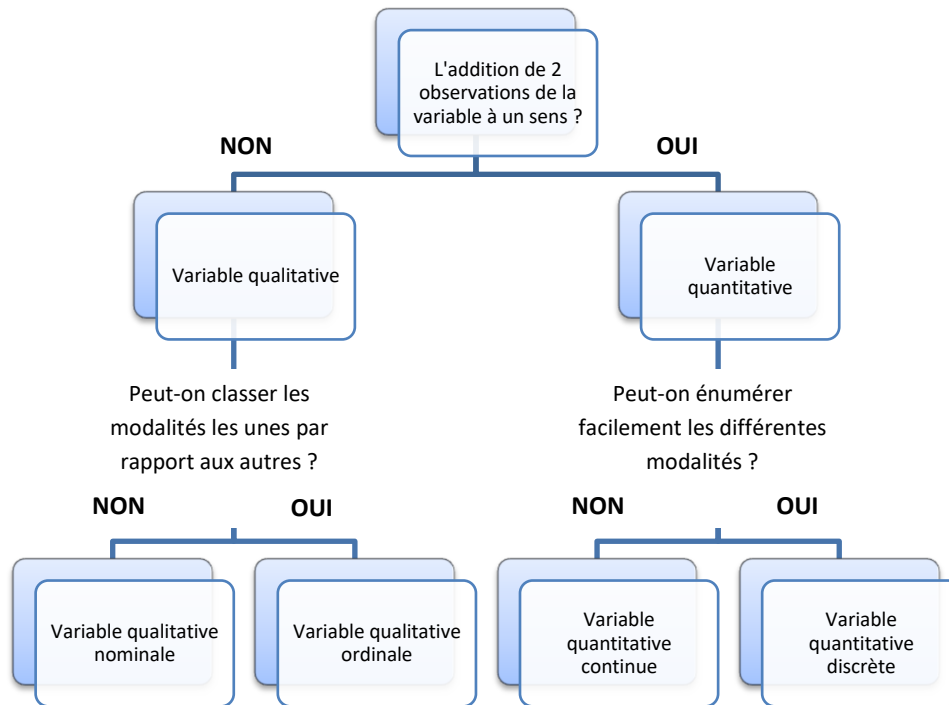 L'addition de 2
observations de la
variable à un sens ?
NON
OUI
Variable qualitative
Variable
quantitative
Peut-on classer les
modalités les unes par
rapport aux autres ?
Peut-on énumérer
facilement les différentes
modalités ?
NON
OUI
NON
OUI
Variable qualitative
nominale
Variable qualitative
ordinale
Variable
quantitative
continue
Variable
quantitative
discrète